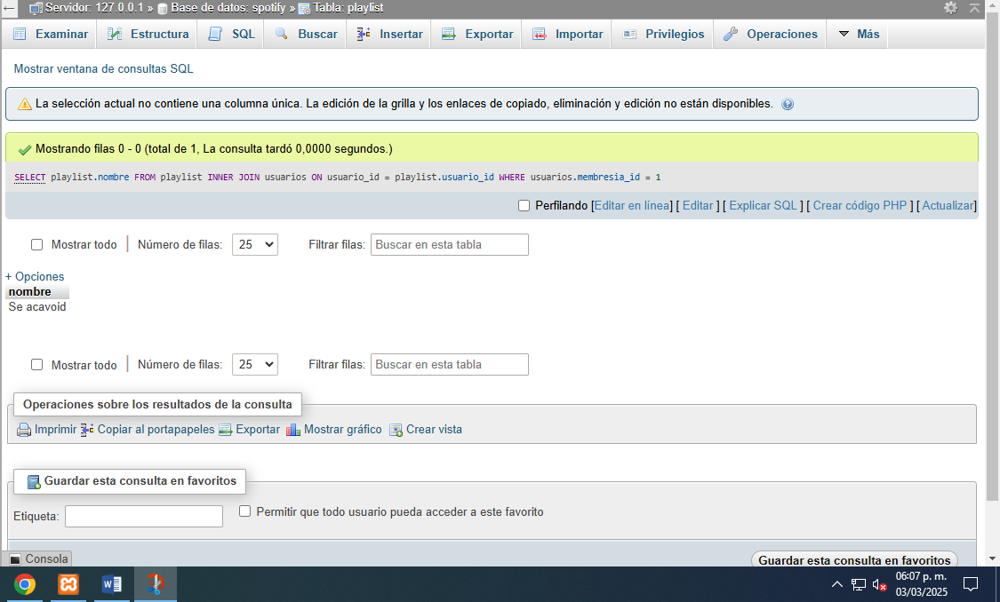 Servidor: 127.0.0.1 » Base de datos: spotify » Tabla: playlist
Examinar Estructura SQL Buscar Insertar Exportar Importar Privilegios Operaciones Más
Mostrar ventana de consultas SQL
La selección actual no contiene una columna única. La edición de la grilla y los enlaces de copiado, eliminación y edición no están disponibles.
Mostrando filas 0 - 0 (total de 1, La consulta tardó 0,0000 segundos.)
SELECT playlist.nombre FROM playlist INNER JOIN usuarios ON usuario_id = playlist.usuario_id WHERE usuarios.membresia_id = 1
Perfilando [Editar en línea] [ Editar ] [ Explicar SQL ] [ Crear código PHP ] [ Actualizar]
Mostrar todo | Número de filas: 25 Filtrar filas: Buscar en esta tabla
+ Opciones
nombre
Se acavoid
Mostrar todo | Número de filas: 25 Filtrar filas: Buscar en esta tabla
Operaciones sobre los resultados de la consulta
Imprimir Copiar al portapapeles Exportar Mostrar gráfico Crear vista
Guardar esta consulta en favoritos
Etiqueta: Permitir que todo usuario pueda acceder a este favorito
Consola Guardar esta consulta en favoritos
06:07 p. m.
03/03/2025